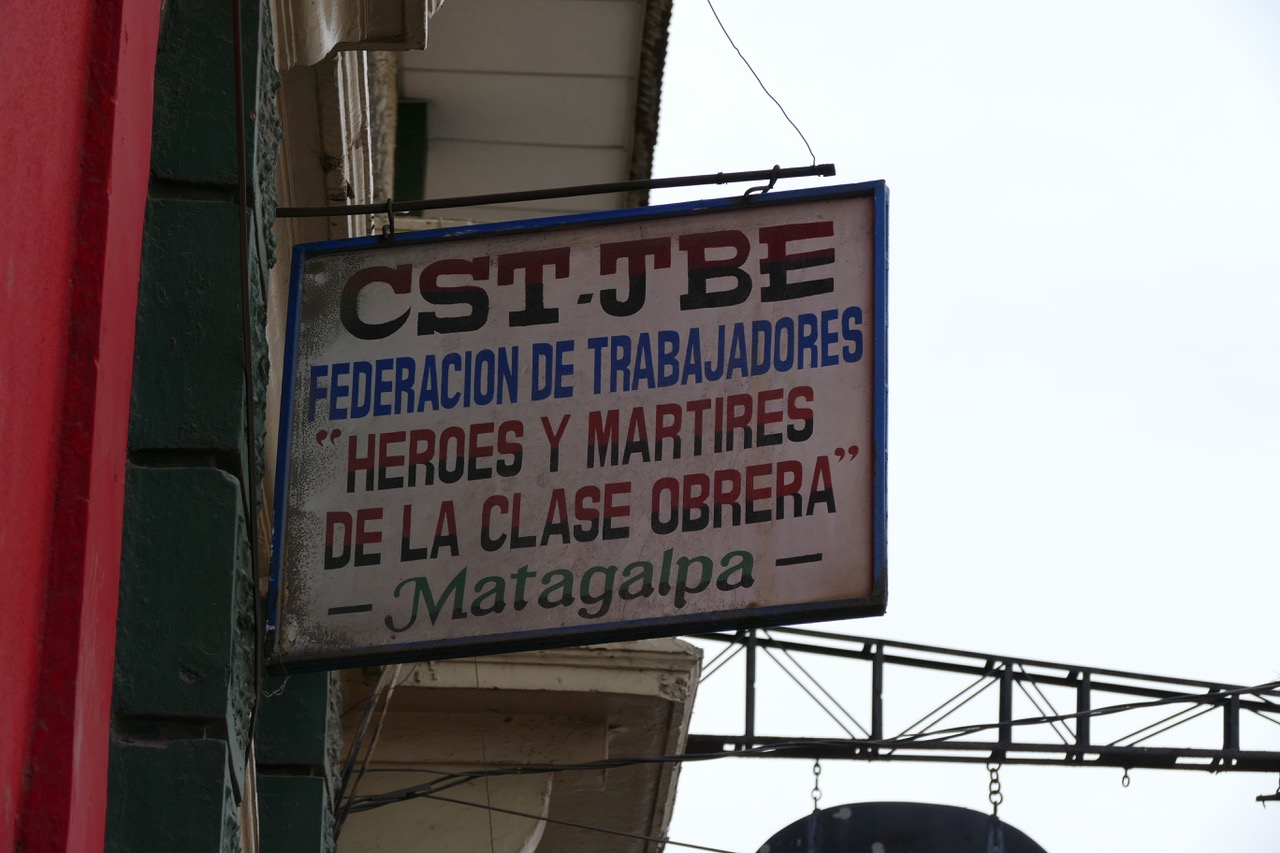 CST-JBE
FEDERACION DE TRABAJADORES
“HEROES Y MARTIRES
DE LA CLASE OBRERA”
— Matagalpa —